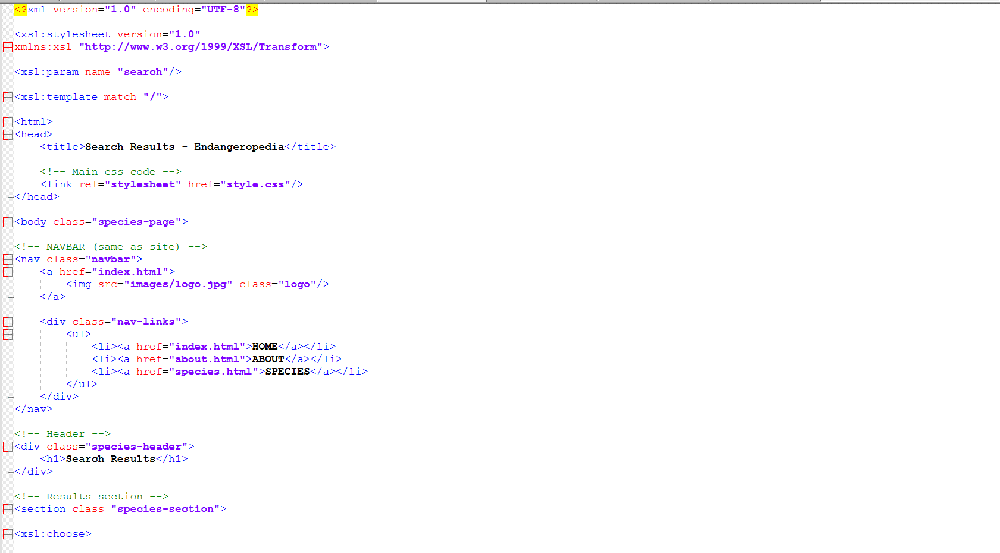 <?xml version="1.0" encoding="UTF-8"?>
<xsl:stylesheet version="1.0"
xmlns:xsl="http://www.w3.org/1999/XSL/Transform">
<xsl:param name="search"/>
<xsl:template match="/">
<html>
<head>
<title>Search Results - Endangeropedia</title>
<!-- Main css code -->
<link rel="stylesheet" href="style.css"/>
</head>
<body class="species-page">
<!-- NAVBAR (same as site) -->
<nav class="navbar">
<a href="index.html">
<img src="images/logo.jpg" class="logo"/>
</a>
<div class="nav-links">
<ul>
<li><a href="index.html">HOME</a></li>
<li><a href="about.html">ABOUT</a></li>
<li><a href="species.html">SPECIES</a></li>
</ul>
</div>
</nav>
<!-- Header -->
<div class="species-header">
<h1>Search Results</h1>
</div>
<!-- Results section -->
<section class="species-section">
<xsl:choose>